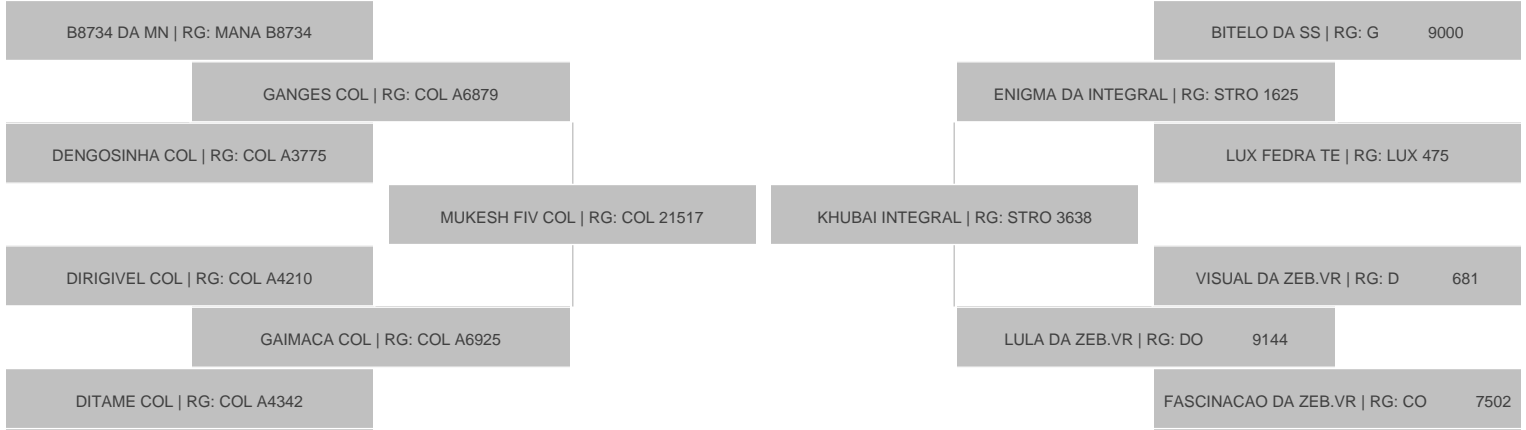 B8734 DA MN | RG: MANA B8734
BITELO DA SS | RG: G 9000
GANGES COL | RG: COL A6879
ENIGMA DA INTEGRAL | RG: STRO 1625
DENGOSINHA COL | RG: COL A3775
LUX FEDRA TE | RG: LUX 475
MUKESH FIV COL | RG: COL 21517
KHUBAI INTEGRAL | RG: STRO 3638
DIRIGIVEL COL | RG: COL A4210
VISUAL DA ZEB.VR | RG: D 681
GAIMACA COL | RG: COL A6925
LULA DA ZEB.VR | RG: DO 9144
DITAME COL | RG: COL A4342
FASCINACAO DA ZEB.VR | RG: CO 7502